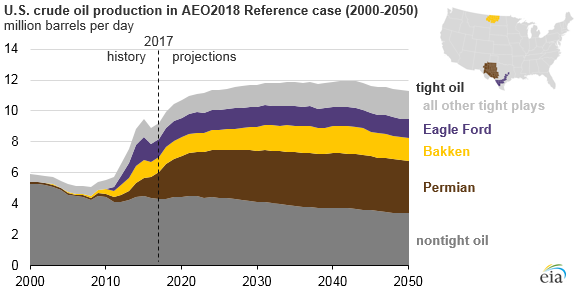 U.S. crude oil production in AEO2018 Reference case (2000-2050)
million barrels per day
2017
history projections
14
12
10
8
6
4
2
0
2000 2010 2020 2030 2040 2050
tight oil
all other tight plays
Eagle Ford
Bakken
Permian
nontight oil
eia